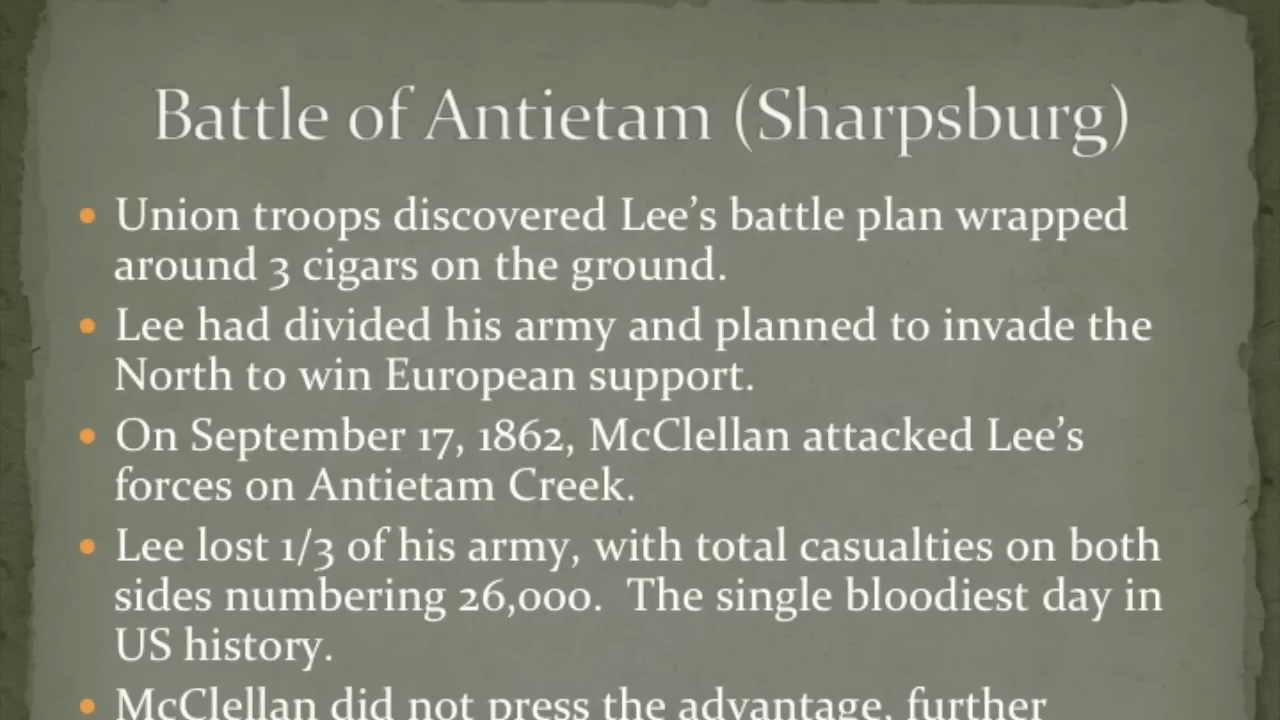 Battle of Antietam (Sharpsburg)
• Union troops discovered Lee’s battle plan wrapped
around 3 cigars on the ground.
• Lee had divided his army and planned to invade the
North to win European support.
• On September 17, 1862, McClellan attacked Lee’s
forces on Antietam Creek.
• Lee lost 1/3 of his army, with total casualties on both
sides numbering 26,000.  The single bloodiest day in
US history.
• McClellan did not press the advantage, further